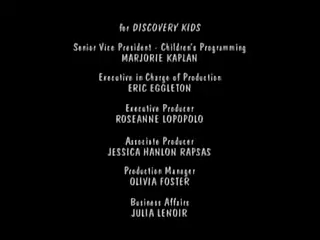 for DISCOVERY KIDS
Senior Vice President - Children's Programming
MARJORIE KAPLAN
Executive in Charge of Production
ERIC EGGLETON
Executive Producer
ROSEANNE LOPOPOLO
Associate Producer
JESSICA HANLON RAPSAS
Production Manager
OLIVIA FOSTER
Business Affairs
JULIA LENOIR